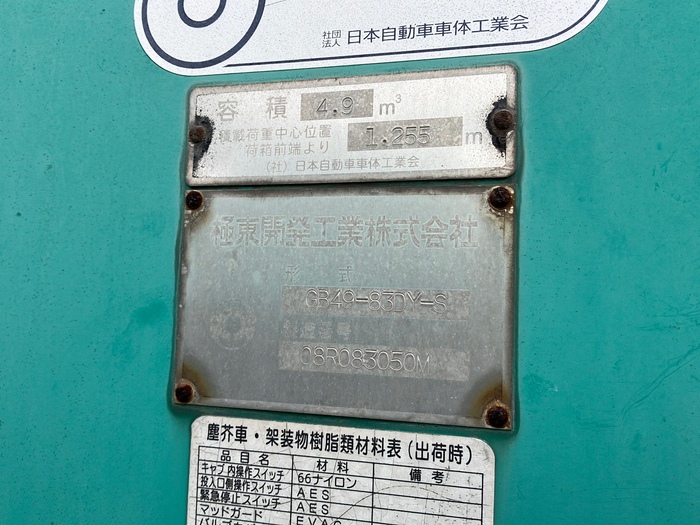 社団
法人 日本自動車車体工業会
容積 4.9 m³
積載荷重中心位置
荷箱前端より 1.255 m
(社) 日本自動車車体工業会
極東開発工業株式会社
形式
GB49-83DY-S
製造番号
08R083050M
塵芥車・架装物樹脂類材料表(出荷時)
品目名 材料 備考
キャブ内操作スイッチ 66ナイロン
投入口側操作スイッチ AES
緊急停止スイッチ AES
マッドガード EVAC